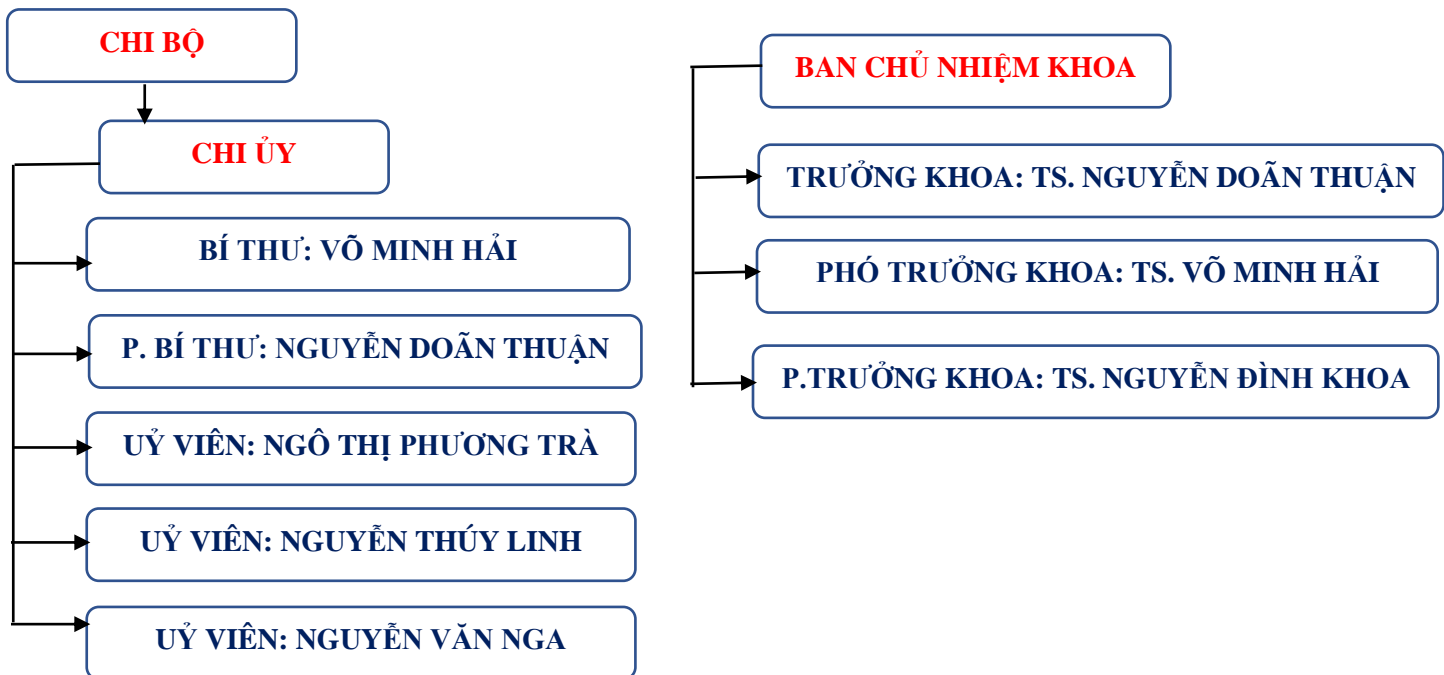 CHI BỘ
CHI ỦY
BÍ THƯ: VÕ MINH HẢI
P. BÍ THƯ: NGUYỄN DOÃN THUẬN
UỶ VIÊN: NGÔ THỊ PHƯƠNG TRÀ
UỶ VIÊN: NGUYỄN THÚY LINH
UỶ VIÊN: NGUYỄN VĂN NGA
BAN CHỦ NHIỆM KHOA
TRƯỞNG KHOA: TS. NGUYỄN DOÃN THUẬN
PHÓ TRƯỞNG KHOA: TS. VÕ MINH HẢI
P.TRƯỞNG KHOA: TS. NGUYỄN ĐÌNH KHOA